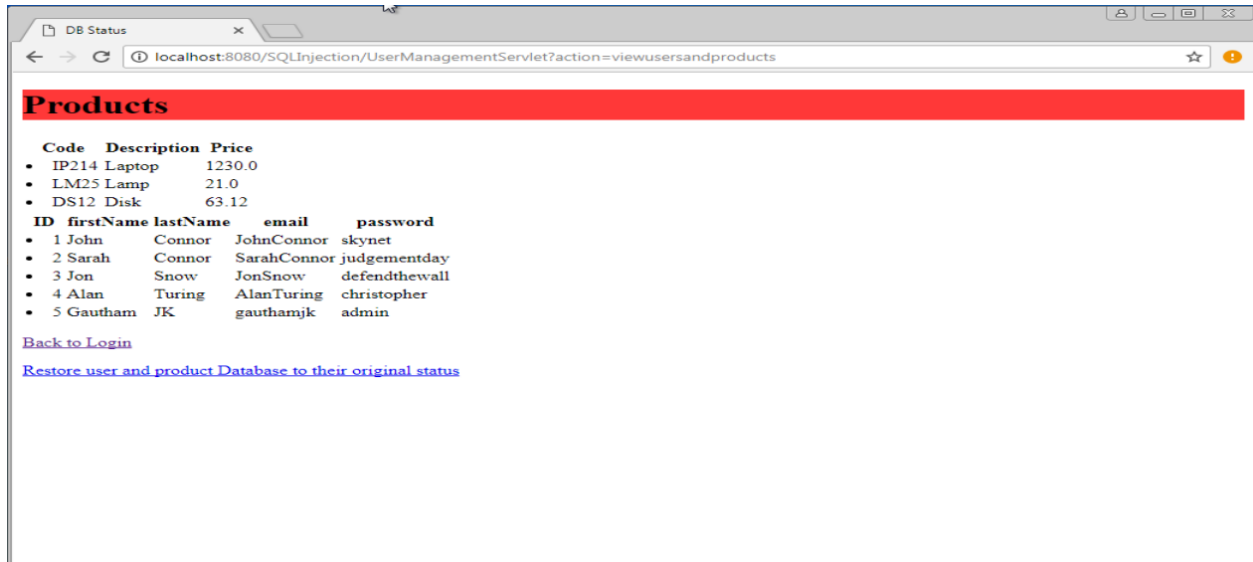 DB Status
localhost:8080/SQLInjection/UserManagementServlet?action=viewusersandproducts
Products
Code Description Price
IP214 Laptop 1230.0
LM25 Lamp 21.0
DS12 Disk 63.12
ID firstName lastName email password
1 John Connor JohnConnor skynet
2 Sarah Connor SarahConnor judgementday
3 Jon Snow JonSnow defendthewall
4 Alan Turing AlanTuring christopher
5 Gautham JK gauthamjk admin
Back to Login
Restore user and product Database to their original status